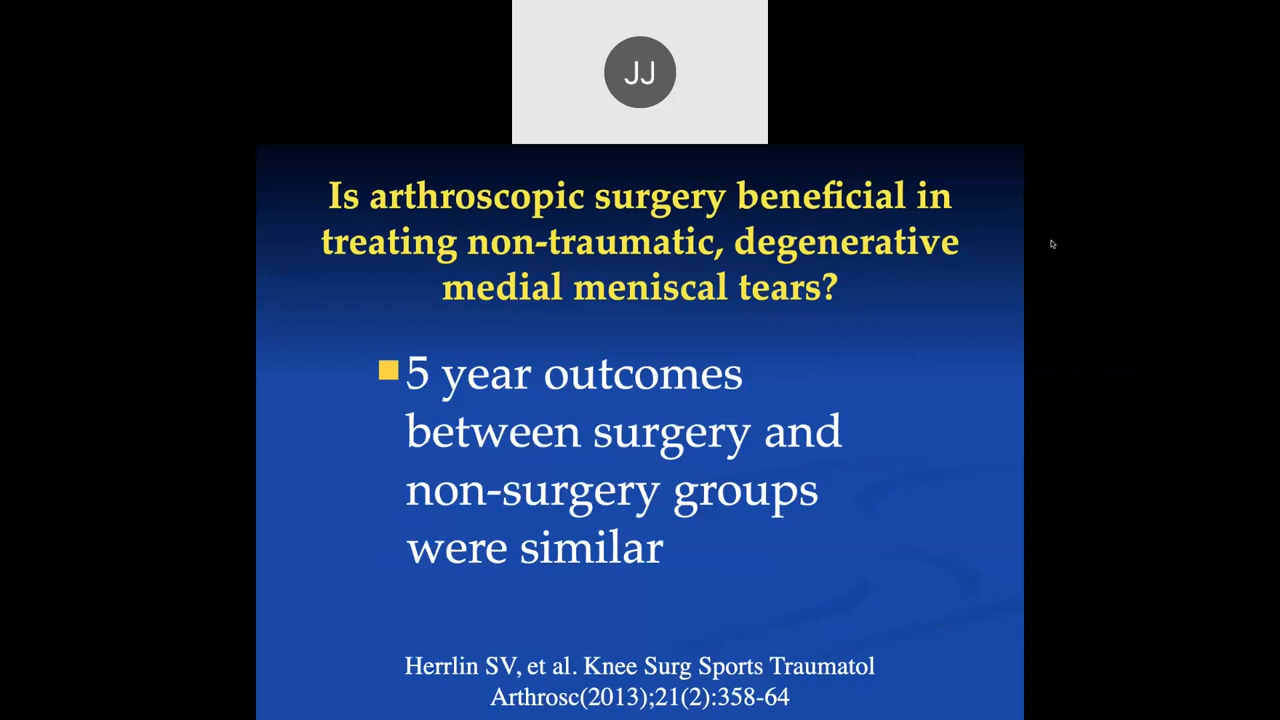 JJ
Is arthroscopic surgery beneficial in
treating non-traumatic, degenerative
medial meniscal tears?
5 year outcomes
between surgery and
non-surgery groups
were similar
Herrlin SV, et al. Knee Surg Sports Traumatol
Arthrosc(2013);21(2):358-64